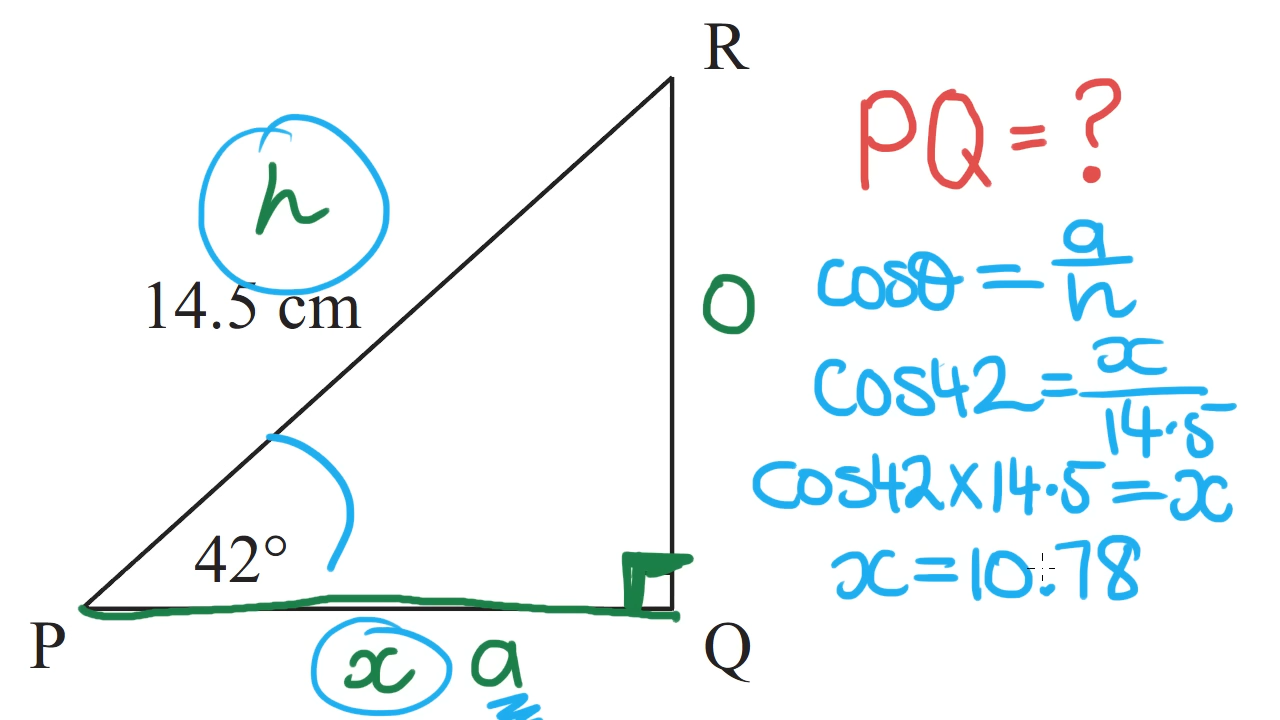 R
PQ = ?
h
cosθ = a/h
14.5 cm
O
cos42 = x/14.5
cos42 x 14.5 = x
42°
x = 10.78
P
x a
Q